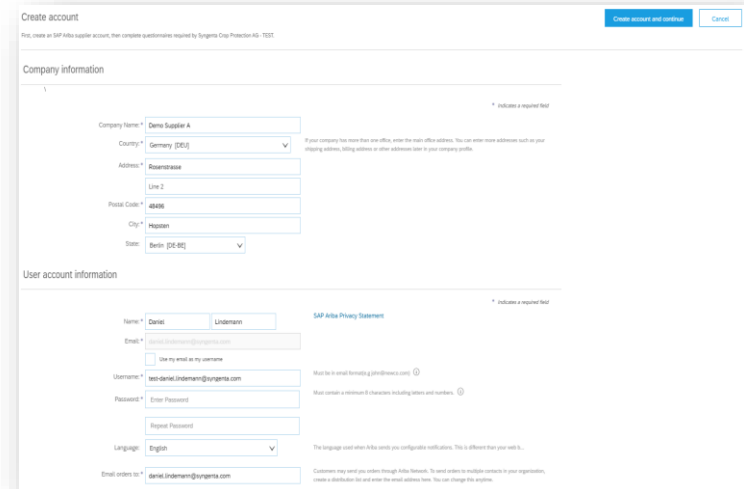 Create account
Create account and continue
Cancel
First, create an SAP Ariba supplier account, then complete questionnaires required by Syngenta Crop Protection AG - TEST.
Company information
\
* Indicates a required field
Company Name:* Demo Supplier A
Country:* Germany [DEU]
If your company has more than one office, enter the main office address. You can enter more addresses such as your
shipping address, billing address or other addresses later in your company profile.
Address:* Rosenstrasse
Line 2
Postal Code:* 48496
City:* Hopsten
State: Berlin [DE-BE]
User account information
* Indicates a required field
Name:* Daniel Lindemann
SAP Ariba Privacy Statement
Email:* daniel.lindemann@syngenta.com
Use my email as my username
Username:* test-daniel.lindemann@syngenta.com
Must be in email format(e.g john@newco.com)
Password:* Enter Password
Must contain a minimum 8 characters including letters and numbers.
Repeat Password
Language: English
The language used when Ariba sends you configurable notifications. This is different than your web b...
Email orders to:* daniel.lindemann@syngenta.com
Customers may send you orders through Ariba Network. To send orders to multiple contacts in your organization,
create a distribution list and enter the email address here. You can change this anytime.